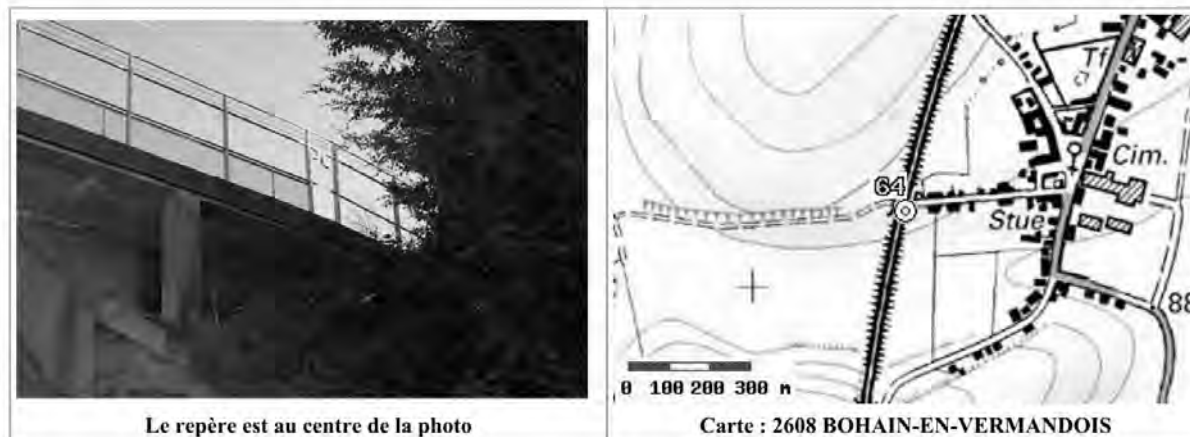 64
Tf
Cim.
Stue
88
0 100 200 300 m
Le repère est au centre de la photo
Carte : 2608 BOHAIN-EN-VERMANDOIS